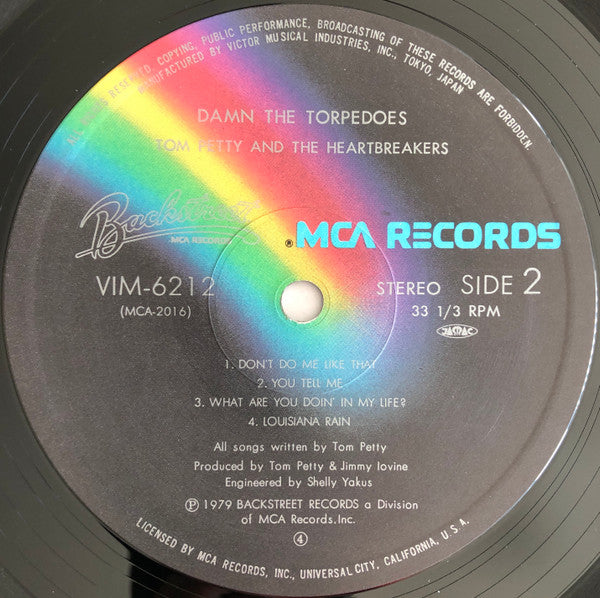 ALL RIGHTS RESERVED, COPYING, PUBLIC PERFORMANCE, BROADCASTING OF THESE RECORDS ARE FORBIDDEN.
MANUFACTURED BY VICTOR MUSICAL INDUSTRIES, INC., TOKYO, JAPAN
DAMN THE TORPEDOES
TOM PETTY AND THE HEARTBREAKERS
Backstreet
MCA RECORDS
® MCA RECORDS
VIM-6212
(MCA-2016)
STEREO SIDE 2
33 1/3 RPM
JASRAC
1. DON'T DO ME LIKE THAT
2. YOU TELL ME
3. WHAT ARE YOU DOIN' IN MY LIFE?
4. LOUISIANA RAIN
All songs written by Tom Petty
Produced by Tom Petty & Jimmy Iovine
Engineered by Shelly Yakus
Ⓟ 1979 BACKSTREET RECORDS a Division
of MCA Records.Inc.
④
LICENSED BY MCA RECORDS, INC., UNIVERSAL CITY, CALIFORNIA, U.S.A.